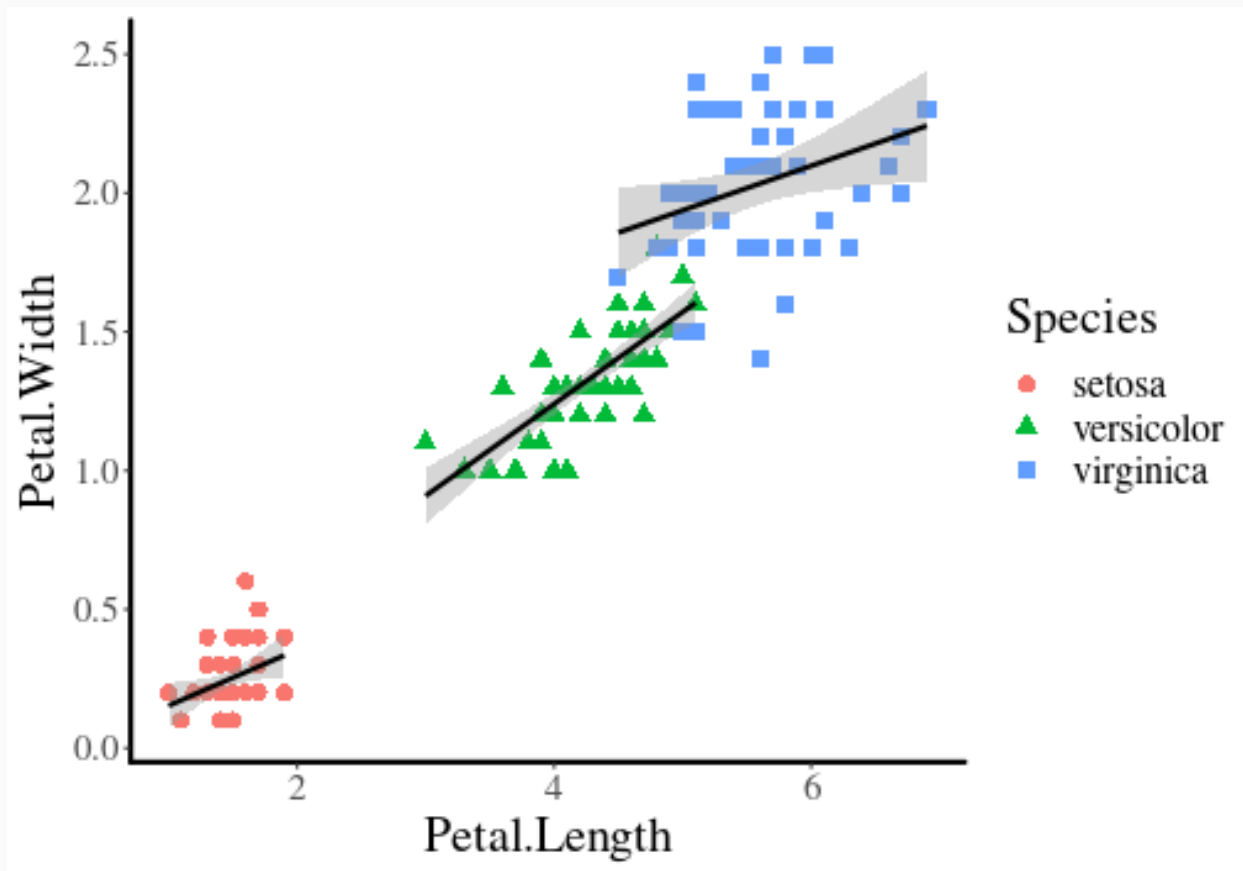 2.5
2.0
1.5
1.0
0.5
0.0
Petal.Width
2 4 6
Petal.Length
Species
setosa
versicolor
virginica